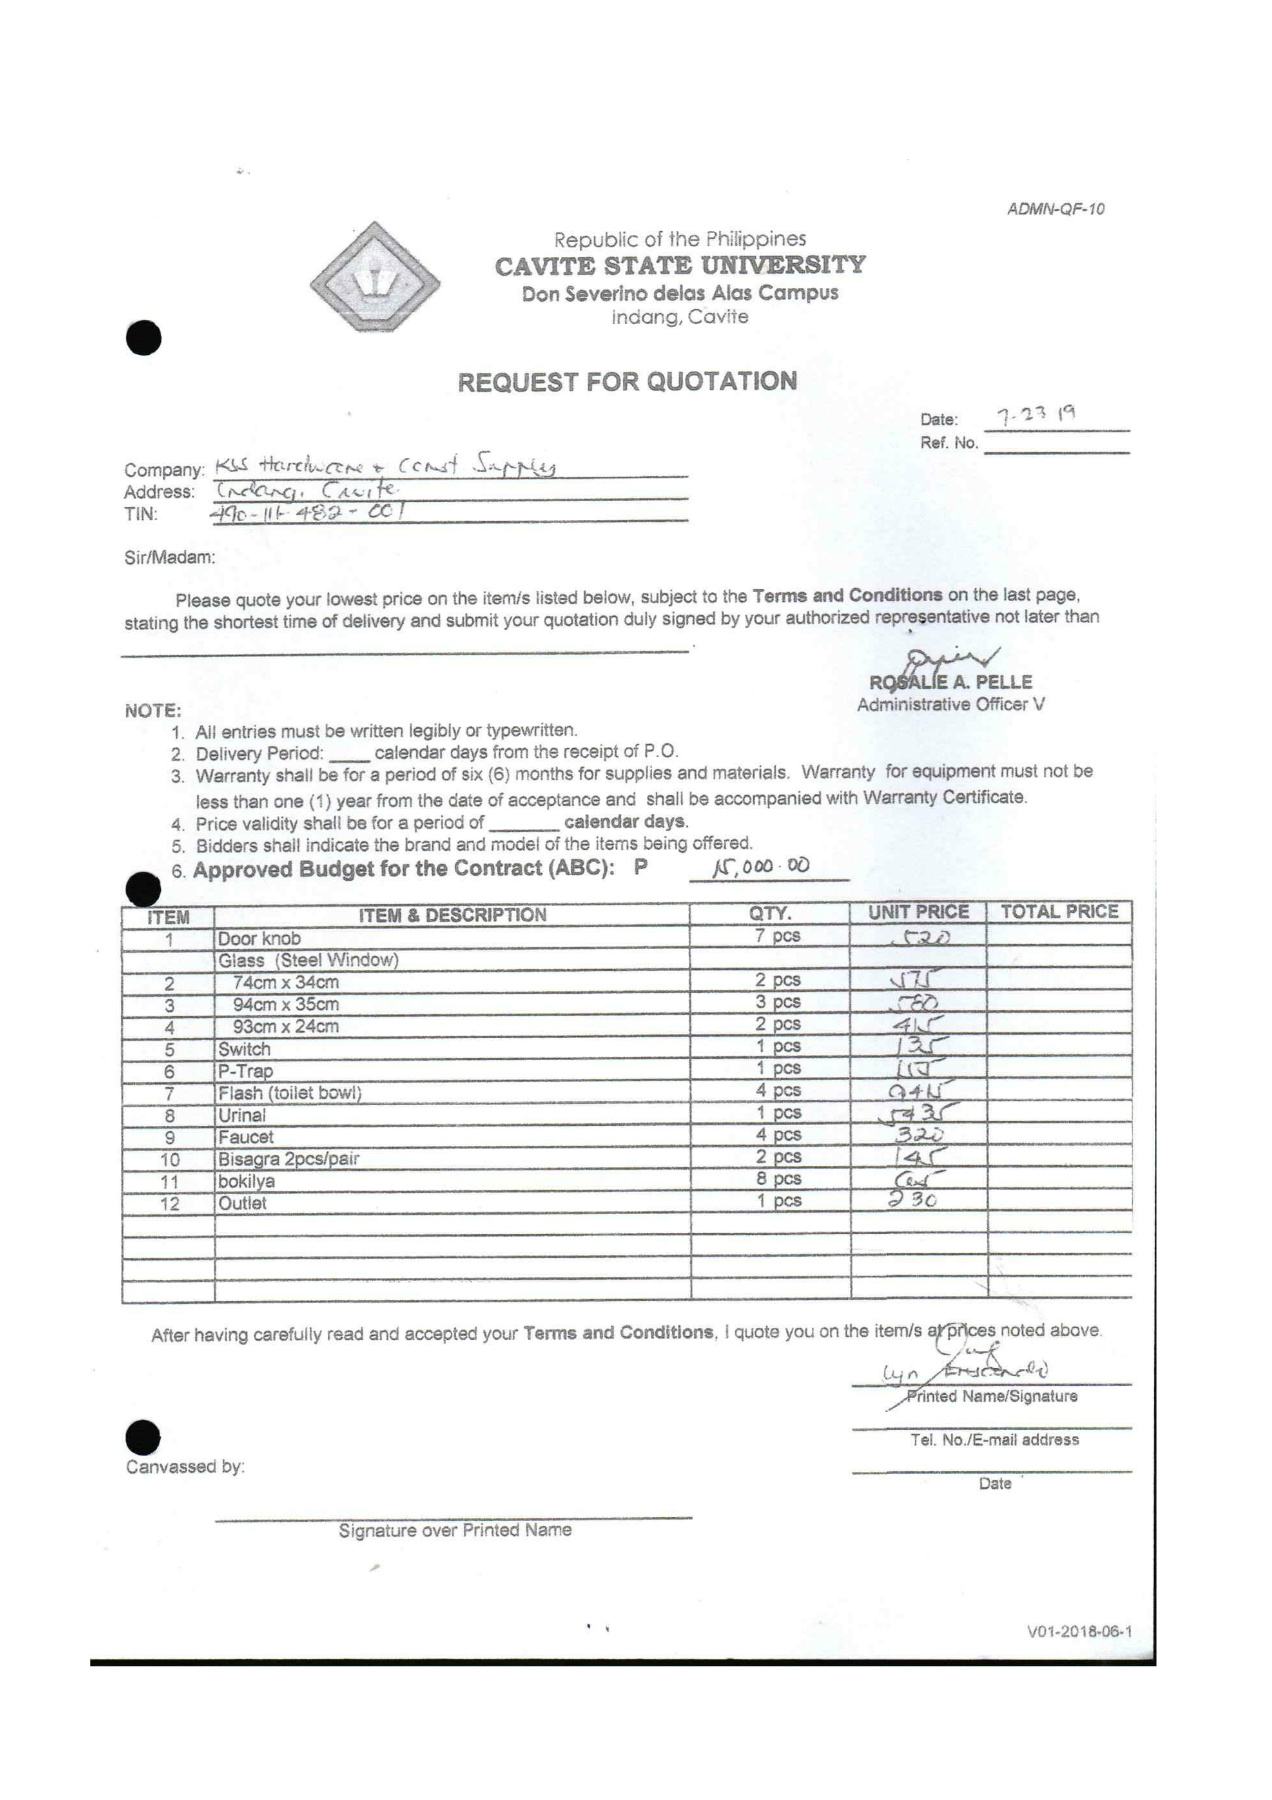 ADMN-QF-10
Republic of the Philippines
CAVITE STATE UNIVERSITY
Don Severino delas Alas Campus
Indang, Cavite
REQUEST FOR QUOTATION
Date: 7-23 19
Ref. No.
Company: KSS Hardware + Const Supply
Address: Indang, Cavite
TIN: 490-111-482-001
Sir/Madam:
Please quote your lowest price on the item/s listed below, subject to the Terms and Conditions on the last page,
stating the shortest time of delivery and submit your quotation duly signed by your authorized representative not later than
ROSALIE A. PELLE
Administrative Officer V
NOTE:
1. All entries must be written legibly or typewritten.
2. Delivery Period: ____ calendar days from the receipt of P.O.
3. Warranty shall be for a period of six (6) months for supplies and materials. Warranty for equipment must not be
less than one (1) year from the date of acceptance and shall be accompanied with Warranty Certificate.
4. Price validity shall be for a period of _______ calendar days.
5. Bidders shall indicate the brand and model of the items being offered.
6. Approved Budget for the Contract (ABC): P 15,000.00
ITEM ITEM & DESCRIPTION QTY. UNIT PRICE TOTAL PRICE
1 Door knob 7 pcs 520
Glass (Steel Window)
2 74cm x 34cm 2 pcs 575
3 94cm x 35cm 3 pcs 580
4 93cm x 24cm 2 pcs 415
5 Switch 1 pcs 135
6 P-Trap 1 pcs 115
7 Flash (toilet bowl) 4 pcs
8 Urinal 1 pcs 5435
9 Faucet 4 pcs 320
10 Bisagra 2pcs/pair 2 pcs 145
11 bokilya 8 pcs
12 Outlet 1 pcs 230
After having carefully read and accepted your Terms and Conditions, I quote you on the item/s at prices noted above.
Lyn
Printed Name/Signature
Tel. No./E-mail address
Canvassed by:
Date
Signature over Printed Name
V01-2018-06-1